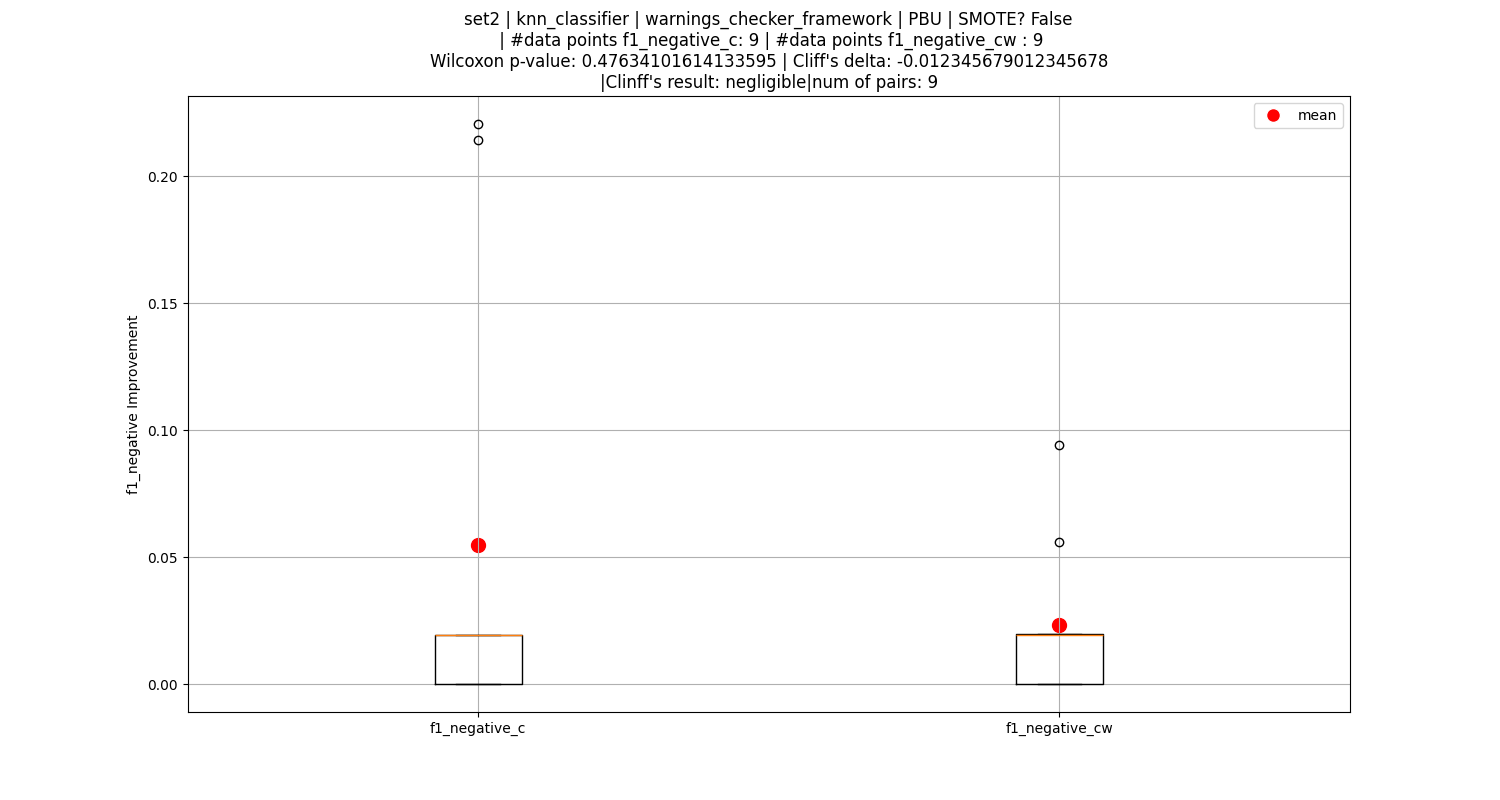 set2 | knn_classifier | warnings_checker_framework | PBU | SMOTE? False
| #data points f1_negative_c: 9 | #data points f1_negative_cw : 9
Wilcoxon p-value: 0.47634101614133595 | Cliff's delta: -0.012345679012345678
|Clinff's result: negligible|num of pairs: 9
mean
0.20
0.15
0.10
0.05
0.00
f1_negative Improvement
f1_negative_c
f1_negative_cw